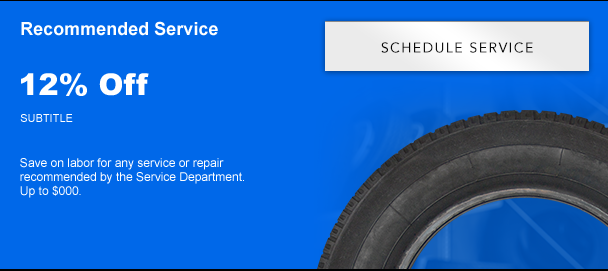 Recommended Service
SCHEDULE SERVICE
12% Off
SUBTITLE
Save on labor for any service or repair
recommended by the Service Department.
Up to $000.